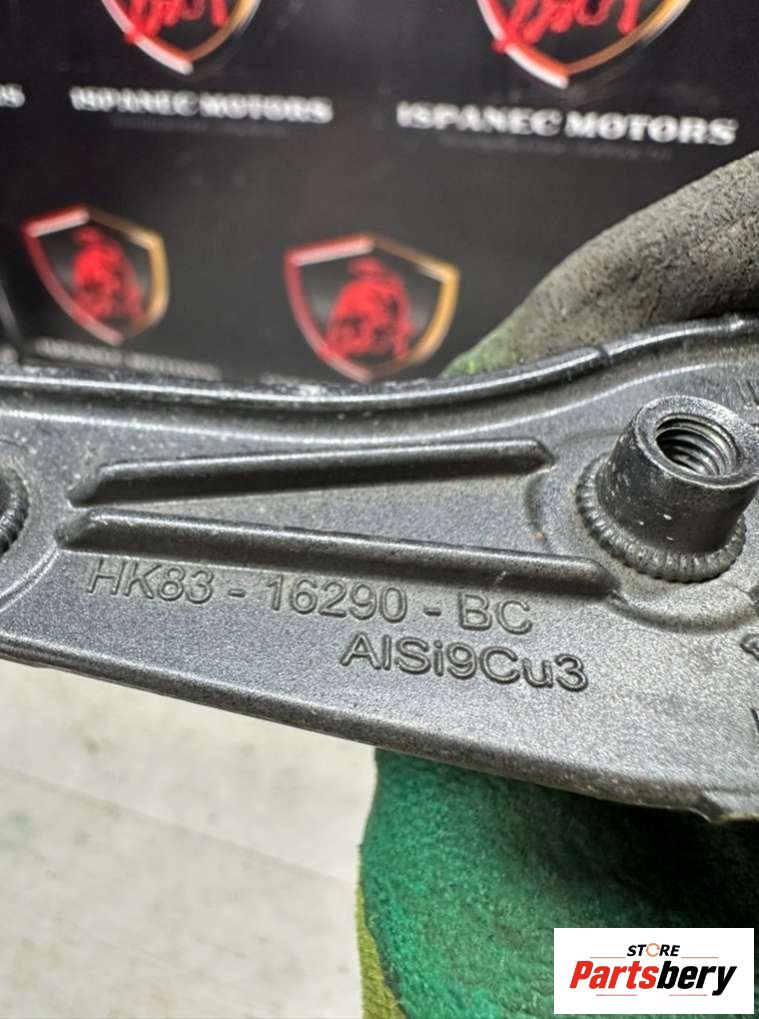 ISPANEC MOTORS
ISPANEC MOTORS
HK83 - 16290 - BC
AlSi9Cu3
STORE
Partsbery